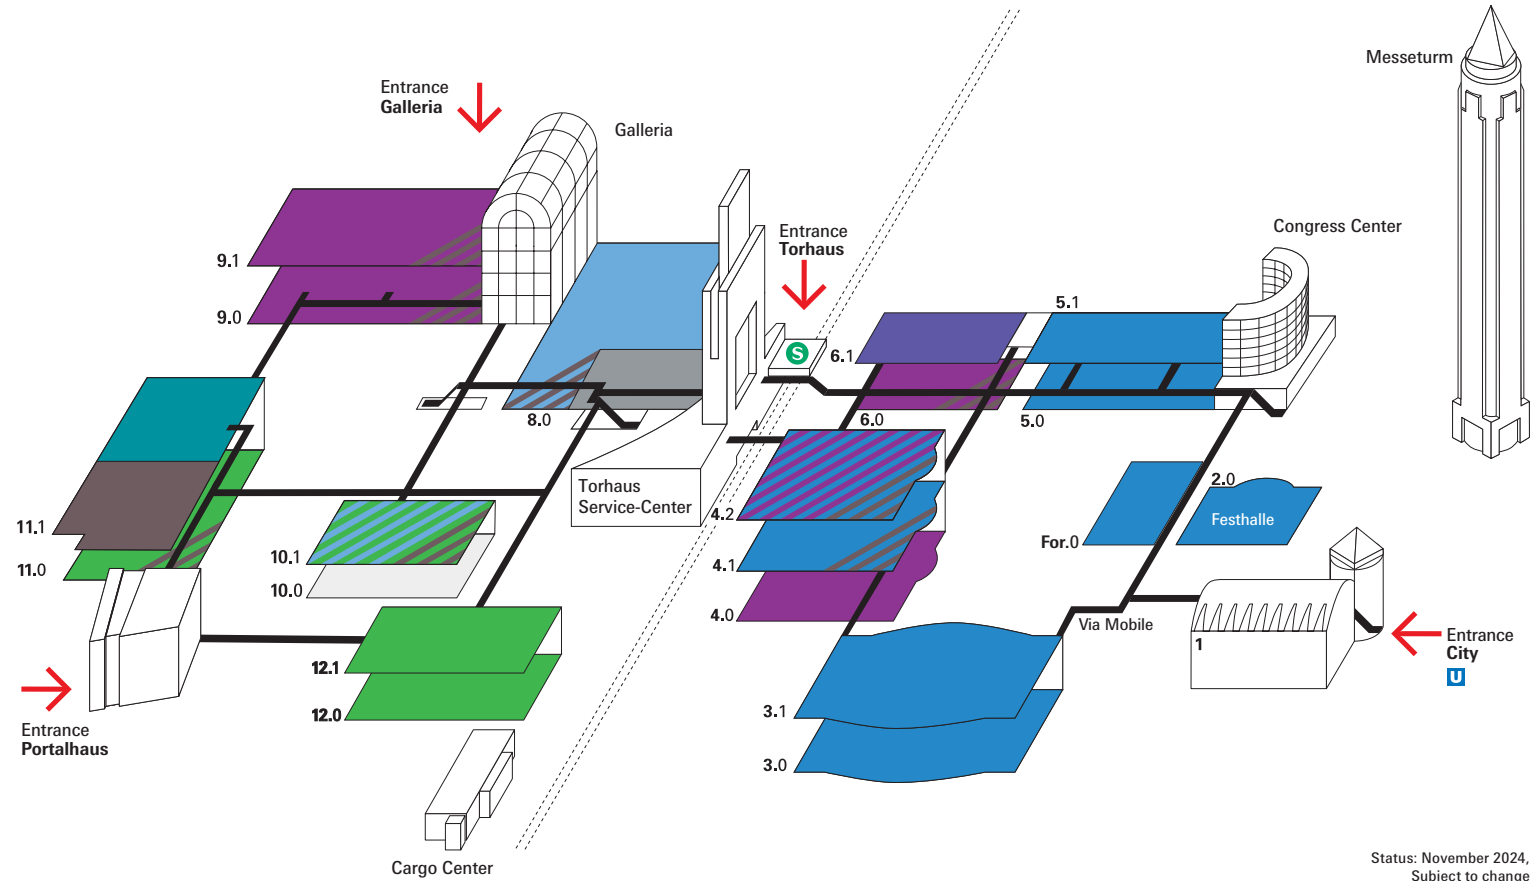 Messeturm
Entrance
Galleria
Galleria
Entrance
Torhaus
S
Congress Center
9.1
9.0
5.1
6.1
8.0
6.0
5.0
Torhaus
Service-Center
11.1
11.0
10.1
10.0
4.2
4.1
4.0
2.0
Festhalle
For.0
Via Mobile
1
Entrance
City
U
12.1
12.0
3.1
3.0
Entrance
Portalhaus
Cargo Center
Status: November 2024,
Subject to change